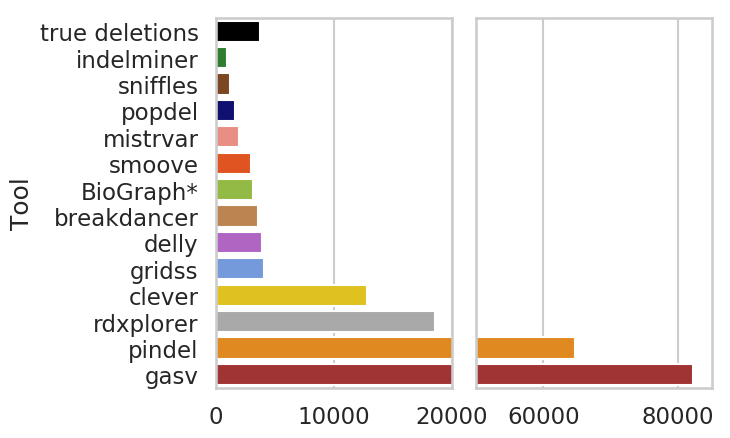 Tool
true deletions
indelminer
sniffles
popdel
mistrvar
smoove
BioGraph*
breakdancer
delly
gridss
clever
rdxplorer
pindel
gasv
0 10000 20000 60000 80000